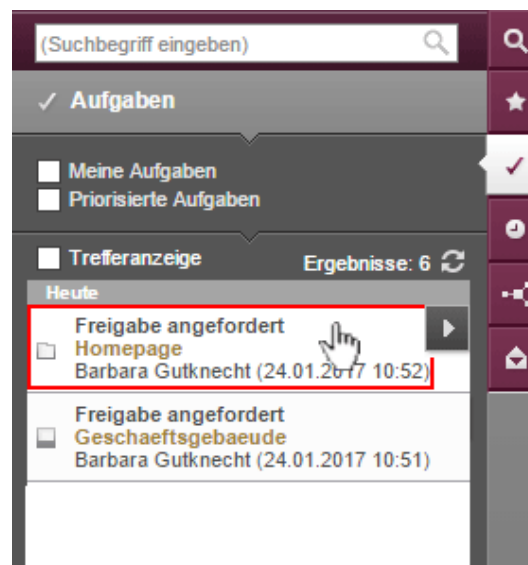 (Suchbegriff eingeben)
Aufgaben
Meine Aufgaben
Priorisierte Aufgaben
Trefferanzeige
Ergebnisse: 6
Heute
Freigabe angefordert
Homepage
Barbara Gutknecht (24.01.2017 10:52)
Freigabe angefordert
Geschaeftsgebaeude
Barbara Gutknecht (24.01.2017 10:51)